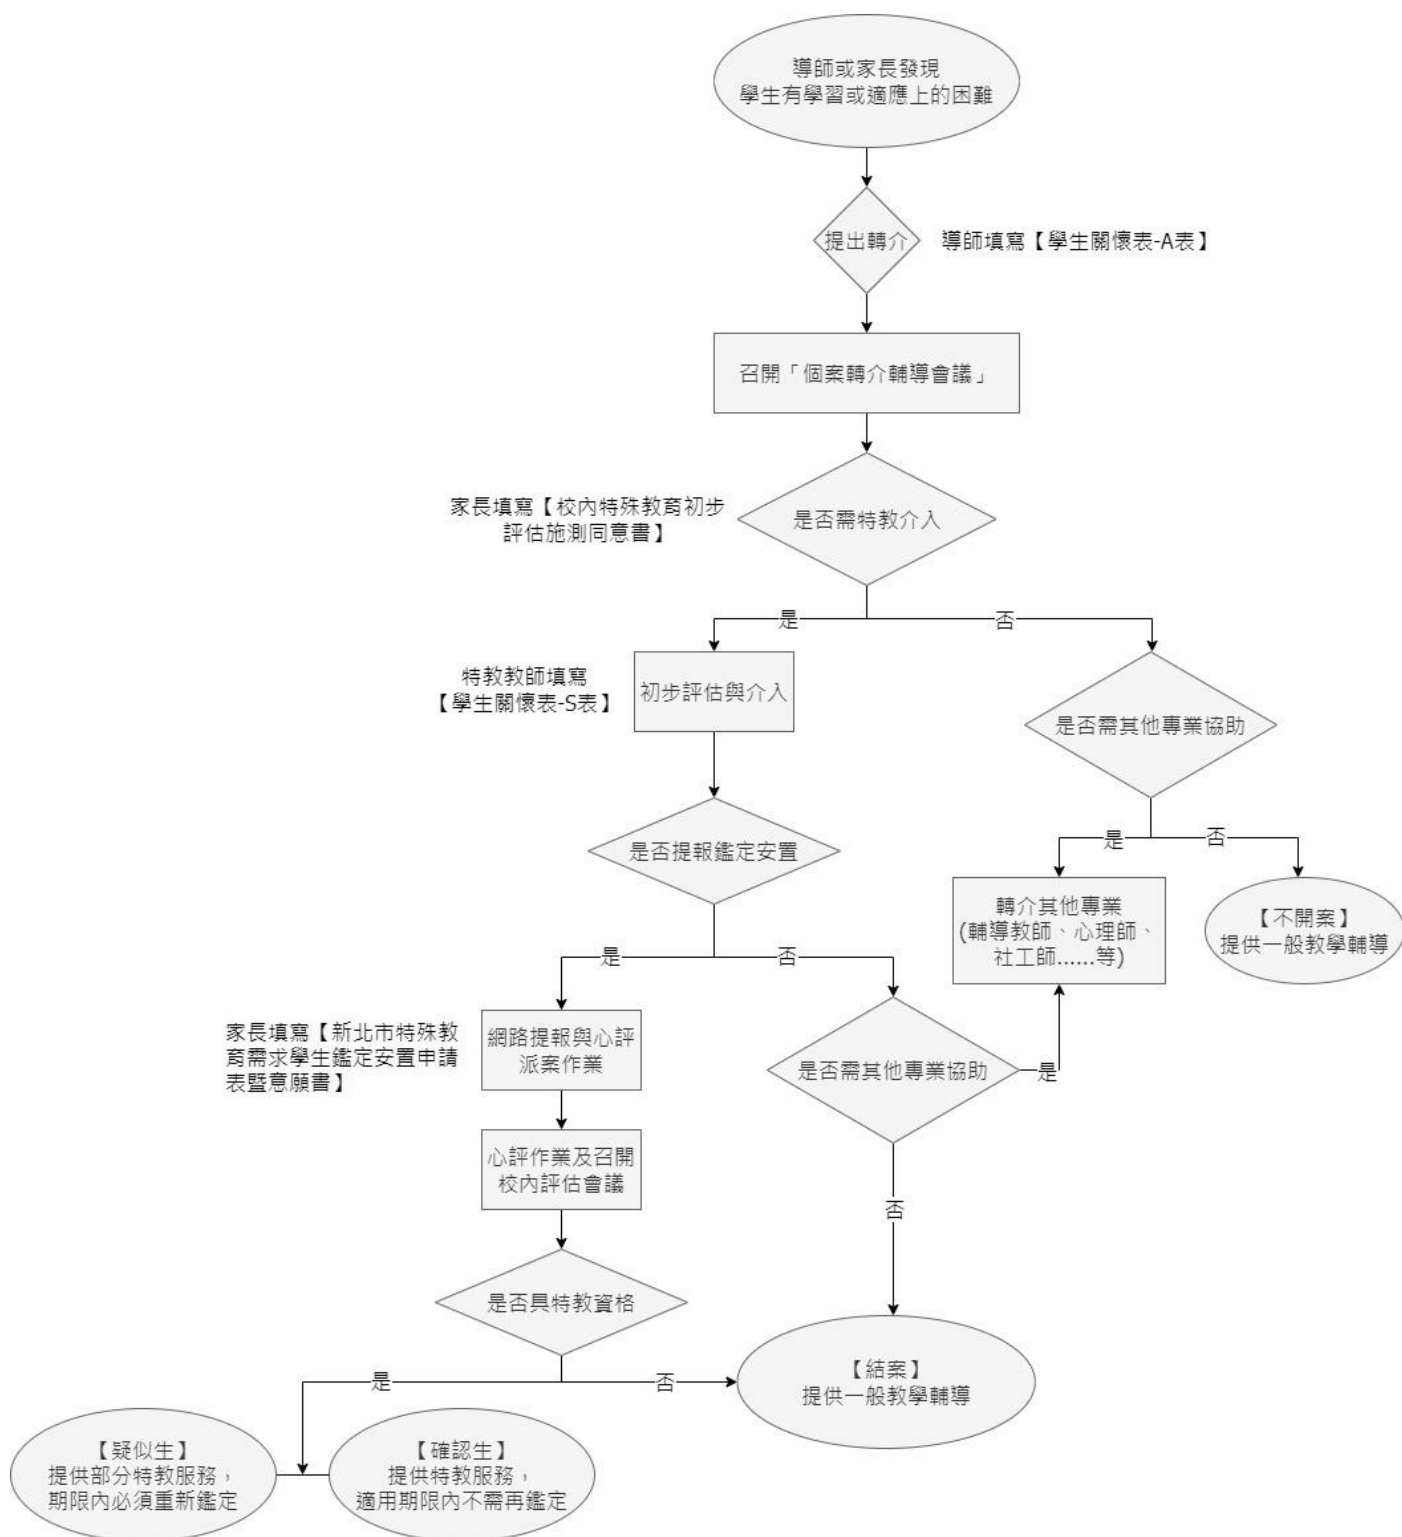 導師或家長發現
學生有學習或適應上的困難
提出轉介
導師填寫【學生關懷表-A表】
召開「個案轉介輔導會議」
家長填寫【校內特殊教育初步
評估施測同意書】
是否需特教介入
是
否
特教教師填寫
【學生關懷表-S表】
初步評估與介入
是否需其他專業協助
是否提報鑑定安置
是
否
轉介其他專業
(輔導教師、心理師、
社工師......等)
【不開案】
提供一般教學輔導
是
否
家長填寫【新北市特殊教
育需求學生鑑定安置申請
表暨意願書】
網路提報與心評
派案作業
是否需其他專業協助
是
心評作業及召開
校內評估會議
否
是否具特教資格
是
否
【結案】
提供一般教學輔導
【疑似生】
提供部分特教服務，
期限內必須重新鑑定
【確認生】
提供特教服務，
適用期限內不需再鑑定